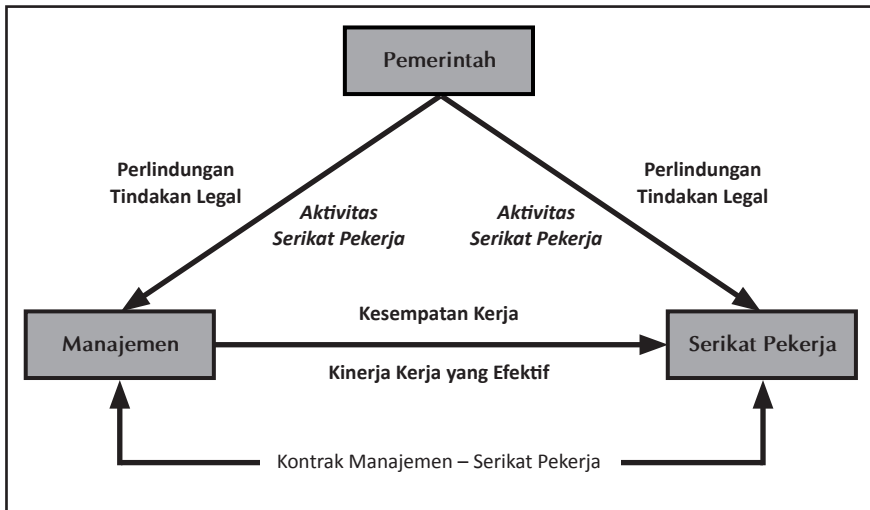 Pemerintah
Perlindungan
Tindakan Legal
Perlindungan
Tindakan Legal
Aktivitas
Serikat Pekerja
Aktivitas
Serikat Pekerja
Manajemen
Kesempatan Kerja
Kinerja Kerja yang Efektif
Serikat Pekerja
Kontrak Manajemen – Serikat Pekerja